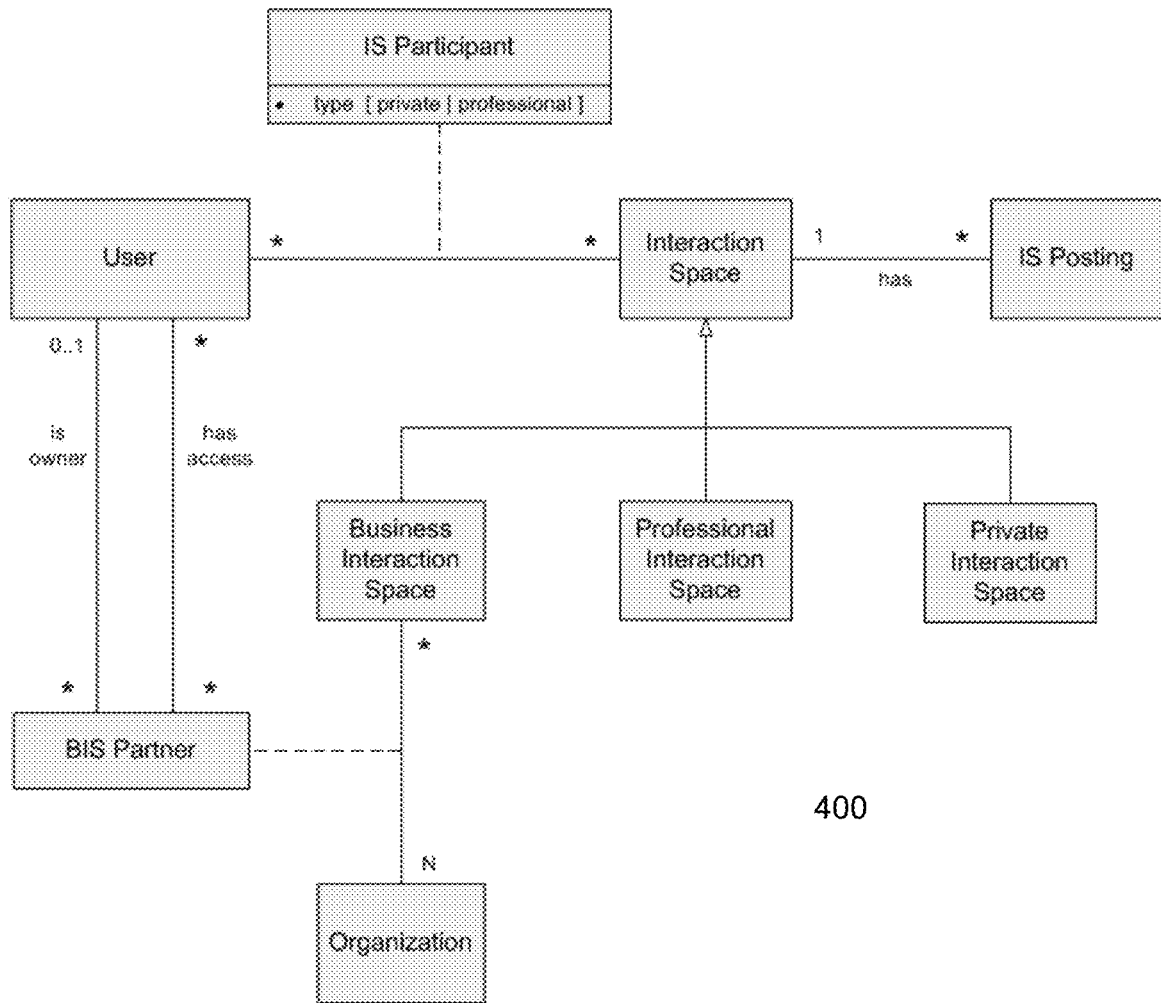 IS Participant
* type [ private | professional ]
User
*
*
Interaction
Space
1
*
has
IS Posting
0..1
*
is
owner
has
access
Business
Interaction
Space
Professional
Interaction
Space
Private
Interaction
Space
*
*
*
BIS Partner
400
N
Organization